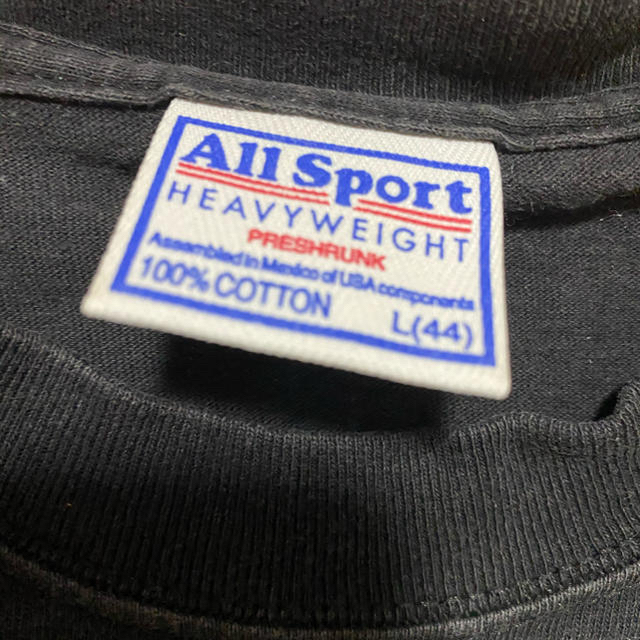 All Sport
HEAVYWEIGHT
PRESHRUNK
Assembled in Mexico of USA components
100% COTTON L(44)